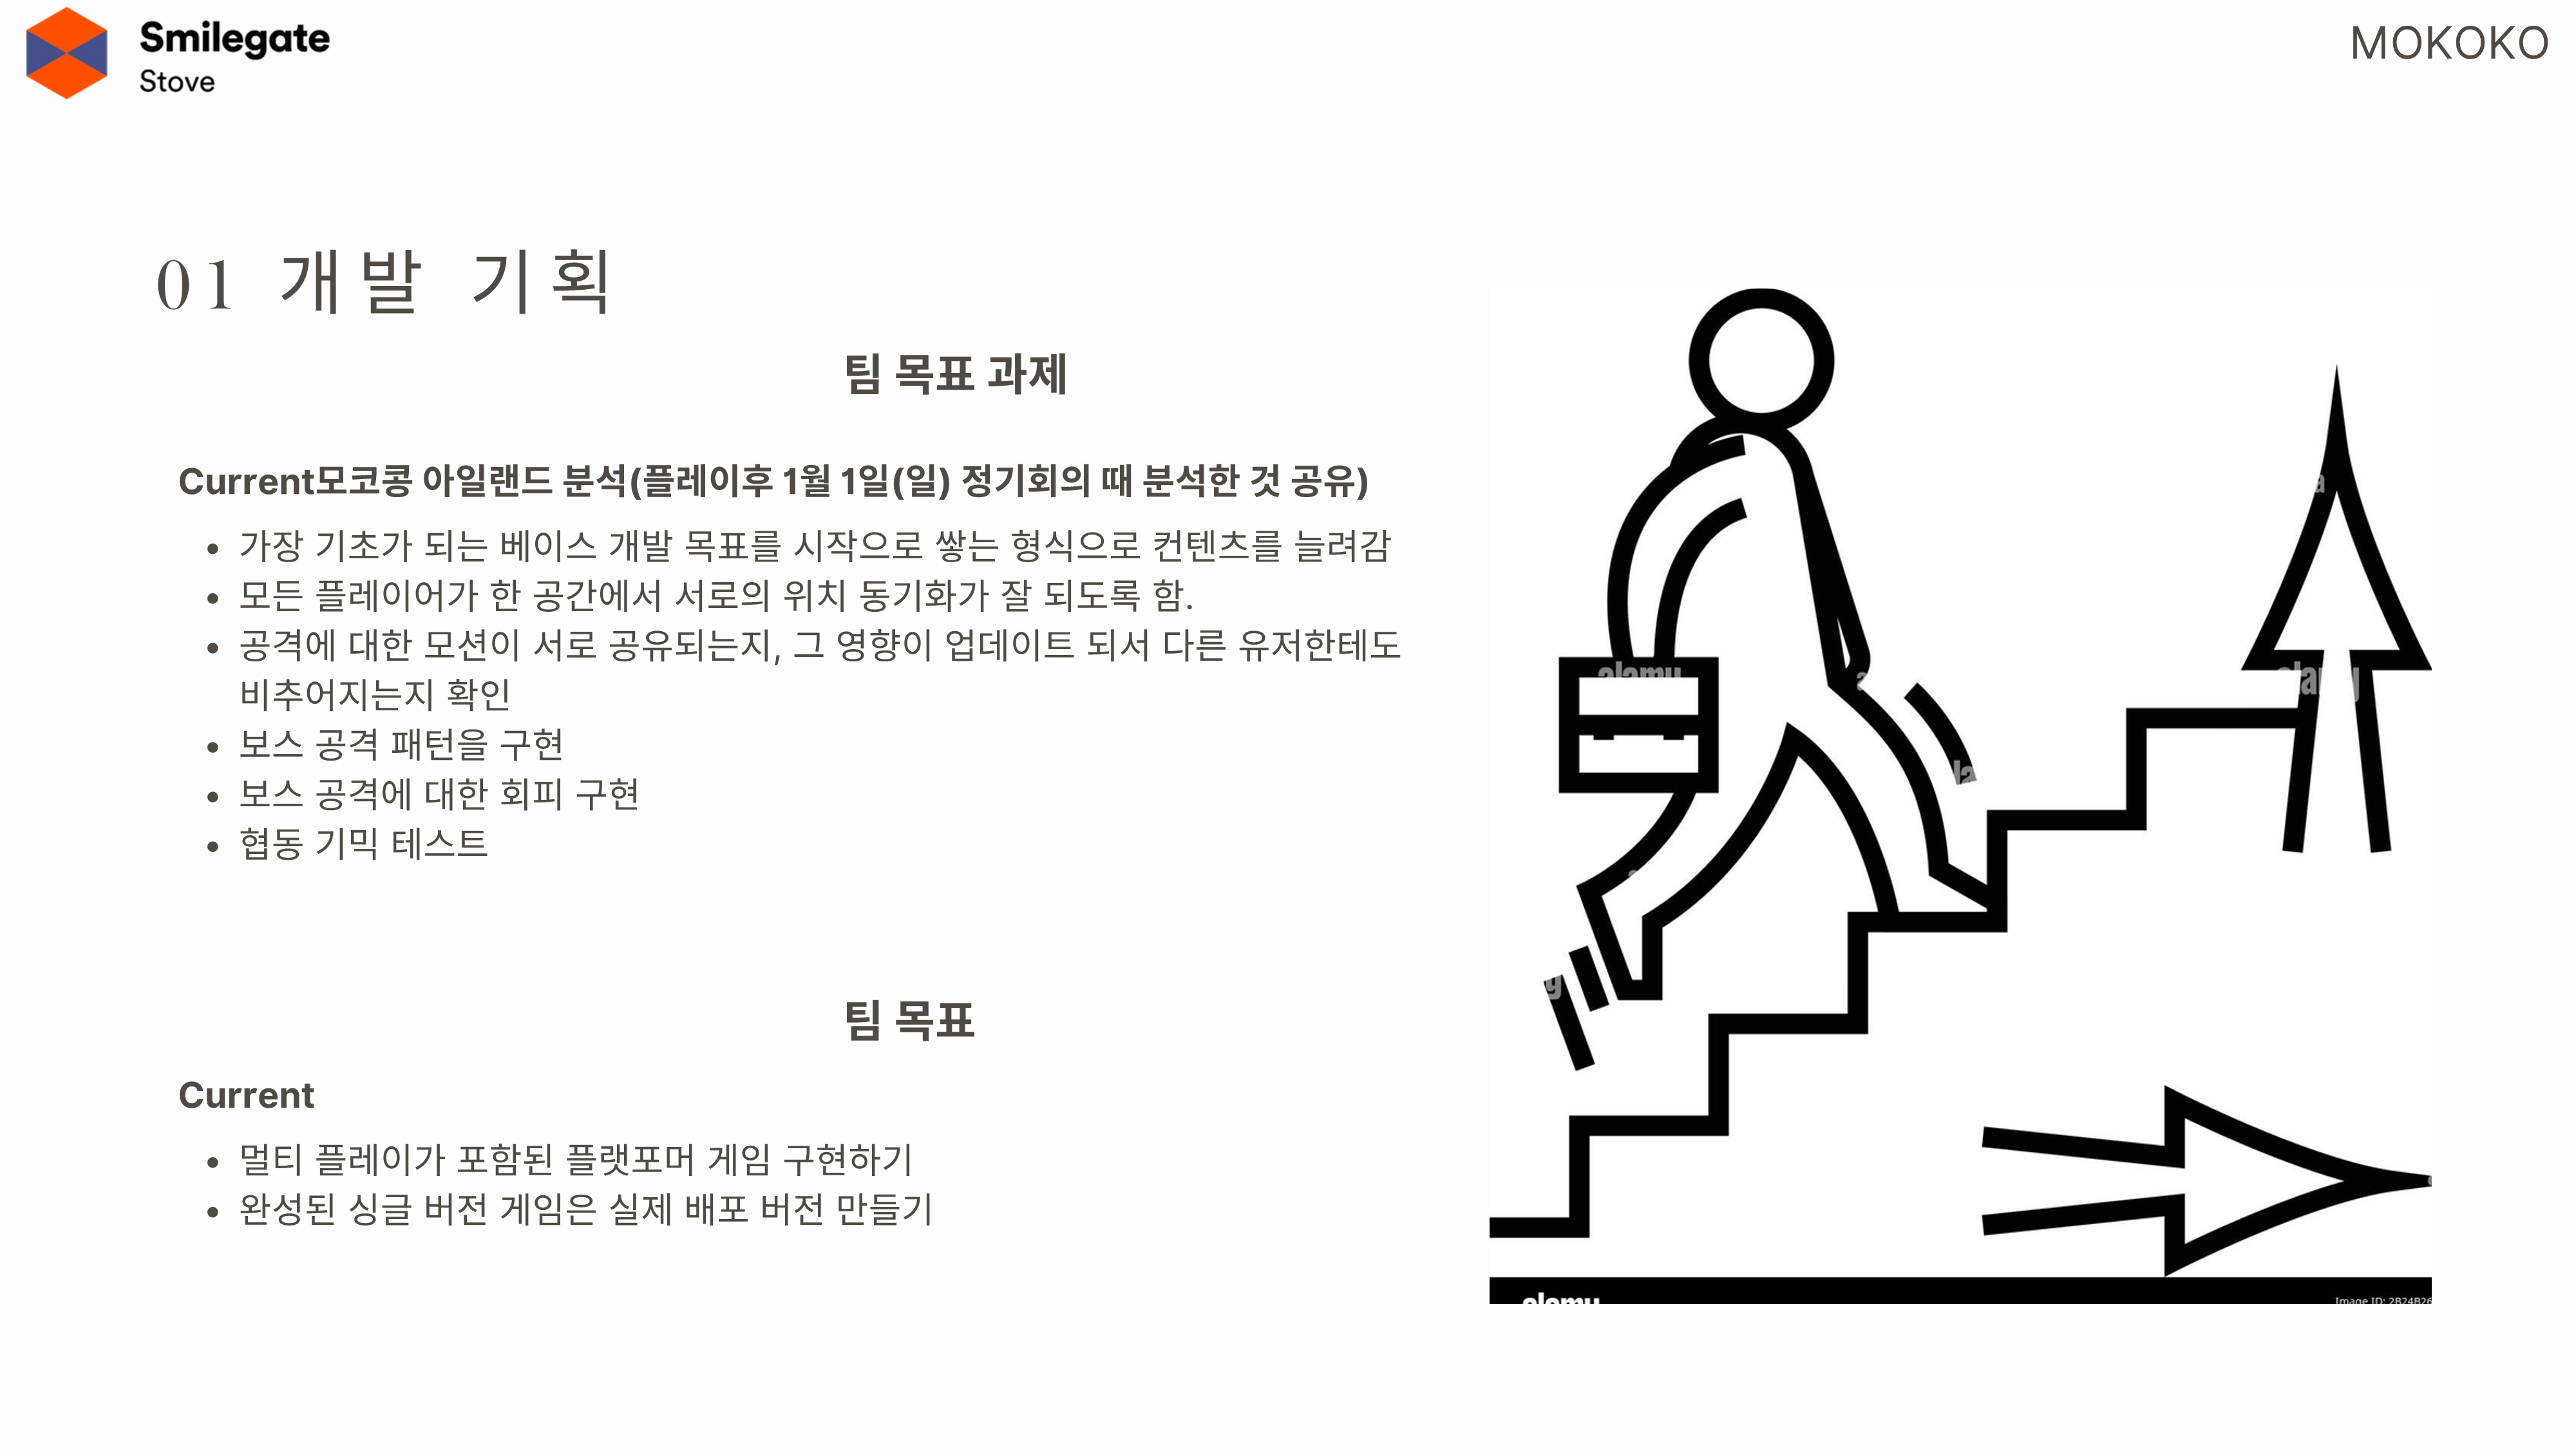 Smilegate
Stove
MOKOKO
01 개발 기획
팀 목표 과제
Current모코콩 아일랜드 분석(플레이후 1월 1일(일) 정기회의 때 분석한 것 공유)
• 가장 기초가 되는 베이스 개발 목표를 시작으로 쌓는 형식으로 컨텐츠를 늘려감
• 모든 플레이어가 한 공간에서 서로의 위치 동기화가 잘 되도록 함.
• 공격에 대한 모션이 서로 공유되는지, 그 영향이 업데이트 되서 다른 유저한테도
비추어지는지 확인
• 보스 공격 패턴을 구현
• 보스 공격에 대한 회피 구현
• 협동 기믹 테스트
팀 목표
Current
• 멀티 플레이가 포함된 플랫포머 게임 구현하기
• 완성된 싱글 버전 게임은 실제 배포 버전 만들기
alamy
alamy
alamy
Image ID: 2B24B26